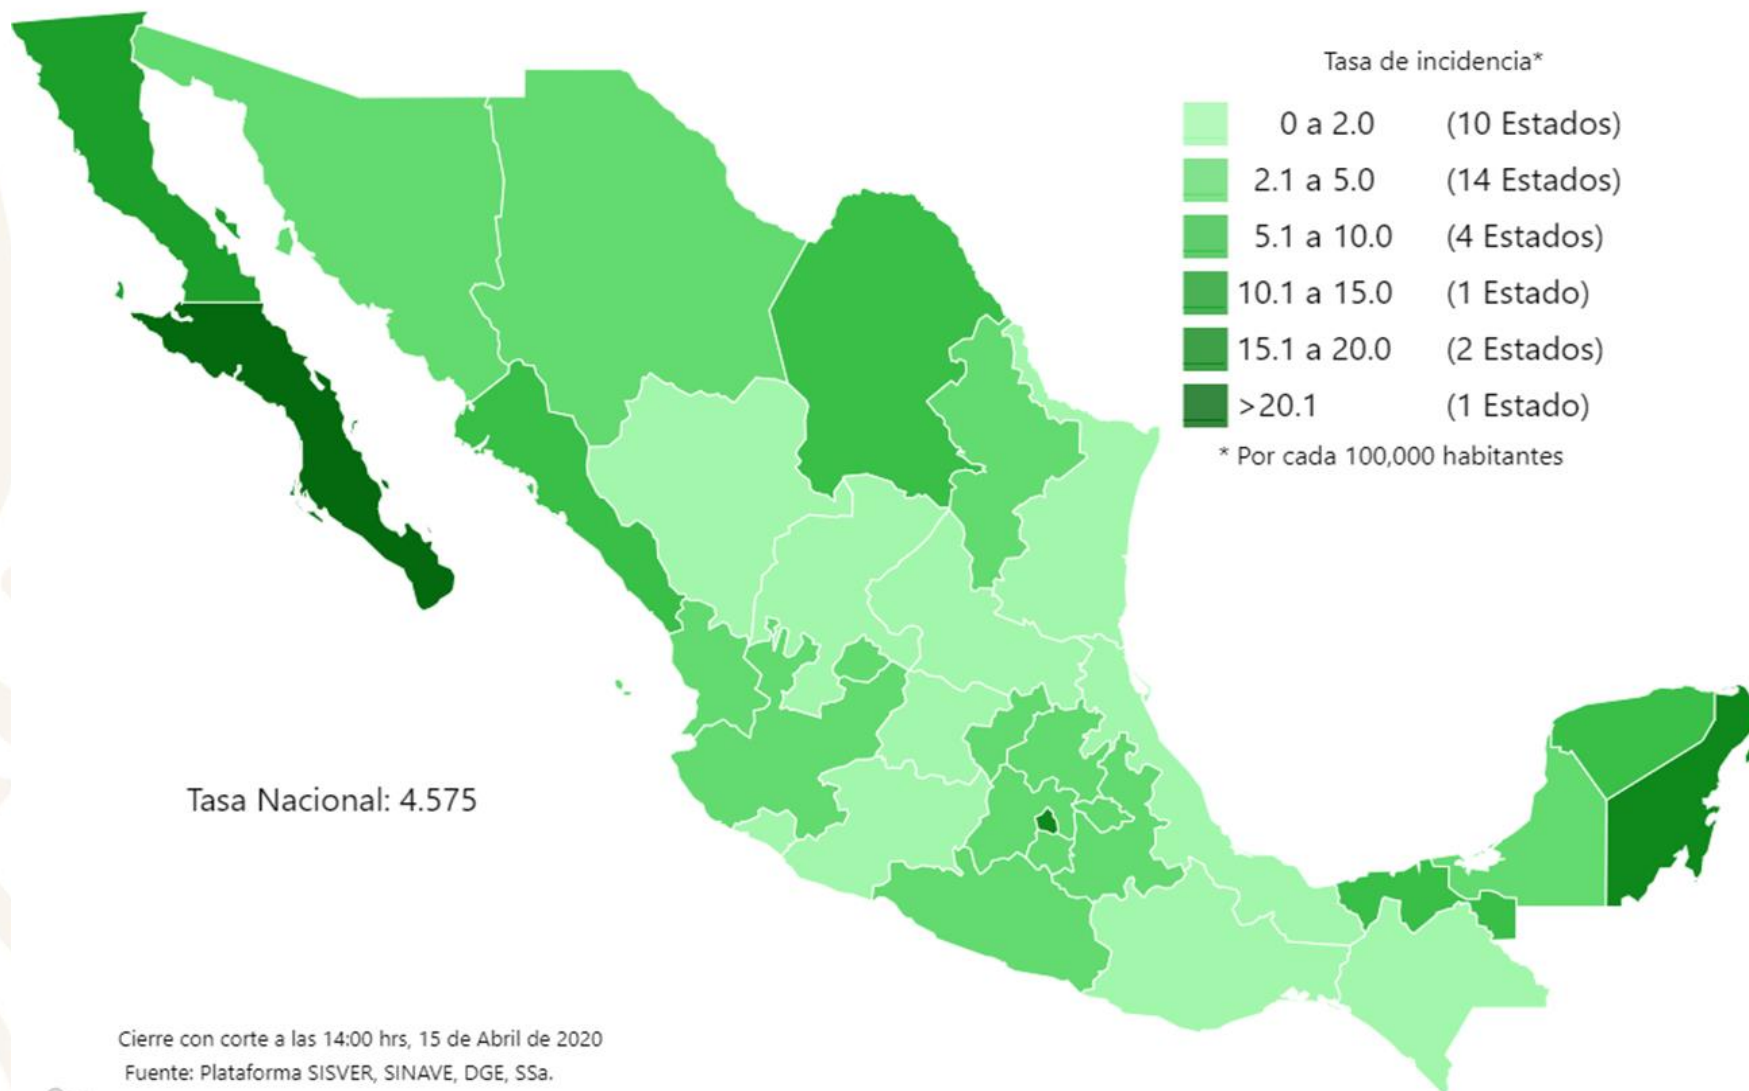 Tasa de incidencia*
0 a 2.0 (10 Estados)
2.1 a 5.0 (14 Estados)
5.1 a 10.0 (4 Estados)
10.1 a 15.0 (1 Estado)
15.1 a 20.0 (2 Estados)
>20.1 (1 Estado)
* Por cada 100,000 habitantes
Tasa Nacional: 4.575
Cierre con corte a las 14:00 hrs, 15 de Abril de 2020
Fuente: Plataforma SISVER, SINAVE, DGE, SSa.